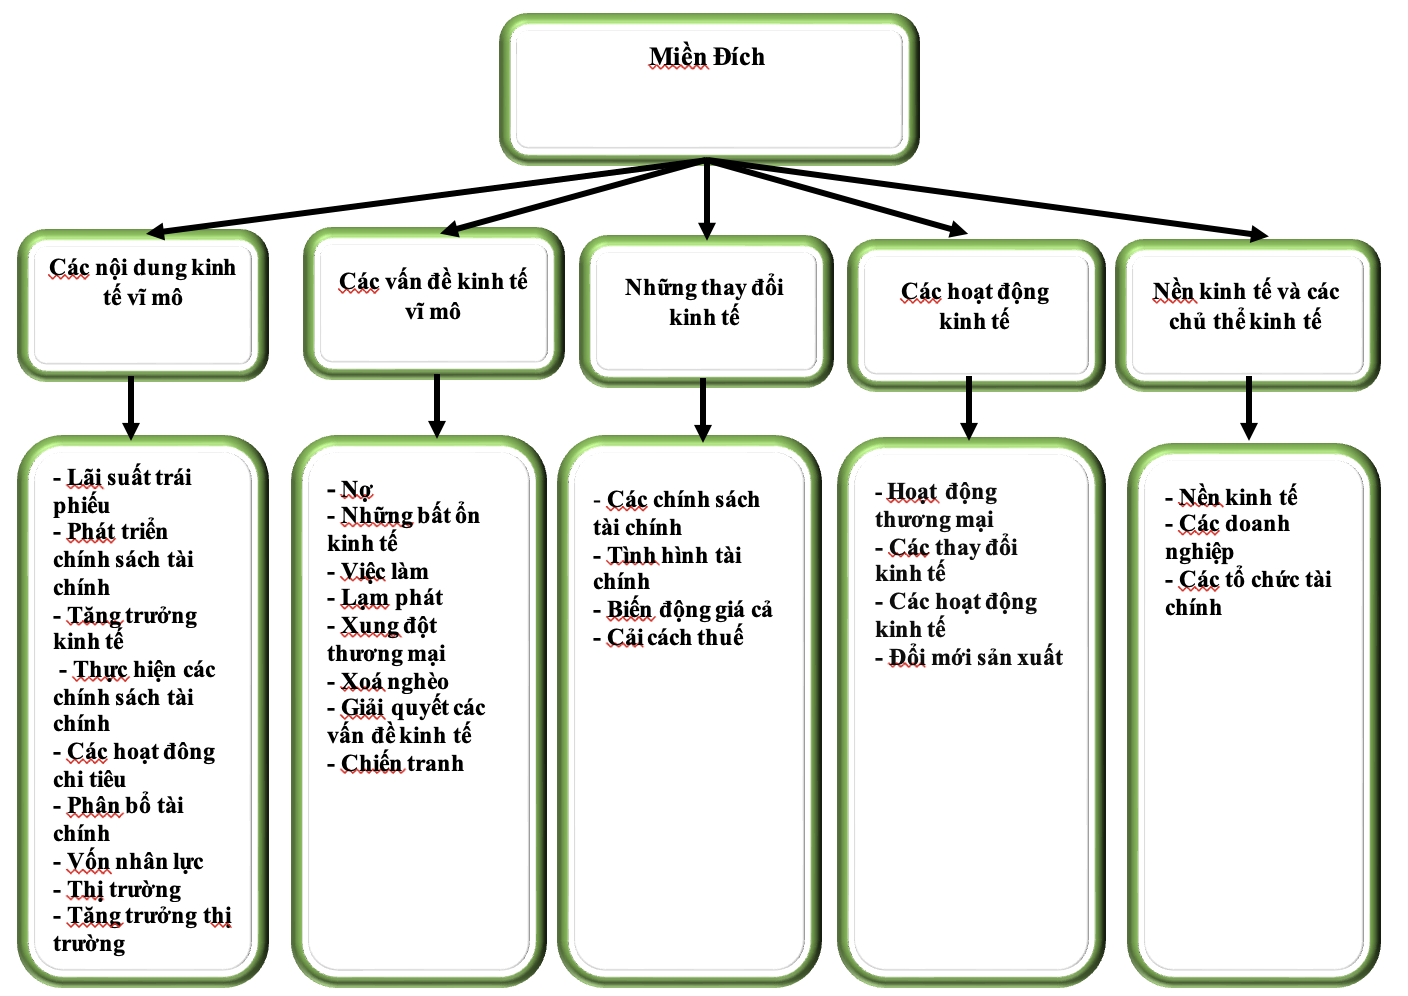 Miền Đích
Các nội dung kinh
tế vĩ mô
Các vấn đề kinh tế
vĩ mô
Những thay đổi
kinh tế
Các hoạt động
kinh tế
Nền kinh tế và các
chủ thể kinh tế
- Lãi suất trái
phiếu
- Phát triển
chính sách tài
chính
- Tăng trưởng
kinh tế
- Thực hiện các
chính sách tài
chính
- Các hoạt đông
chi tiêu
- Phân bổ tài
chính
- Vốn nhân lực
- Thị trường
- Tăng trưởng thị
trường
- Nợ
- Những bất ổn
kinh tế
- Việc làm
- Lạm phát
- Xung đột
thương mại
- Xoá nghèo
- Giải quyết các
vấn đề kinh tế
- Chiến tranh
- Các chính sách
tài chính
- Tình hình tài
chính
- Biến động giá cả
- Cải cách thuế
- Hoạt động
thương mại
- Các thay đổi
kinh tế
- Các hoạt động
kinh tế
- Đổi mới sản xuất
- Nền kinh tế
- Các doanh
nghiệp
- Các tổ chức tài
chính